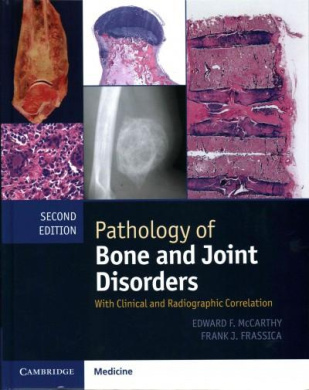 SECOND
EDITION
Pathology of
Bone and Joint
Disorders
With Clinical and Radiographic Correlation
EDWARD F. McCARTHY
FRANK J. FRASSICA
CAMBRIDGE
Medicine